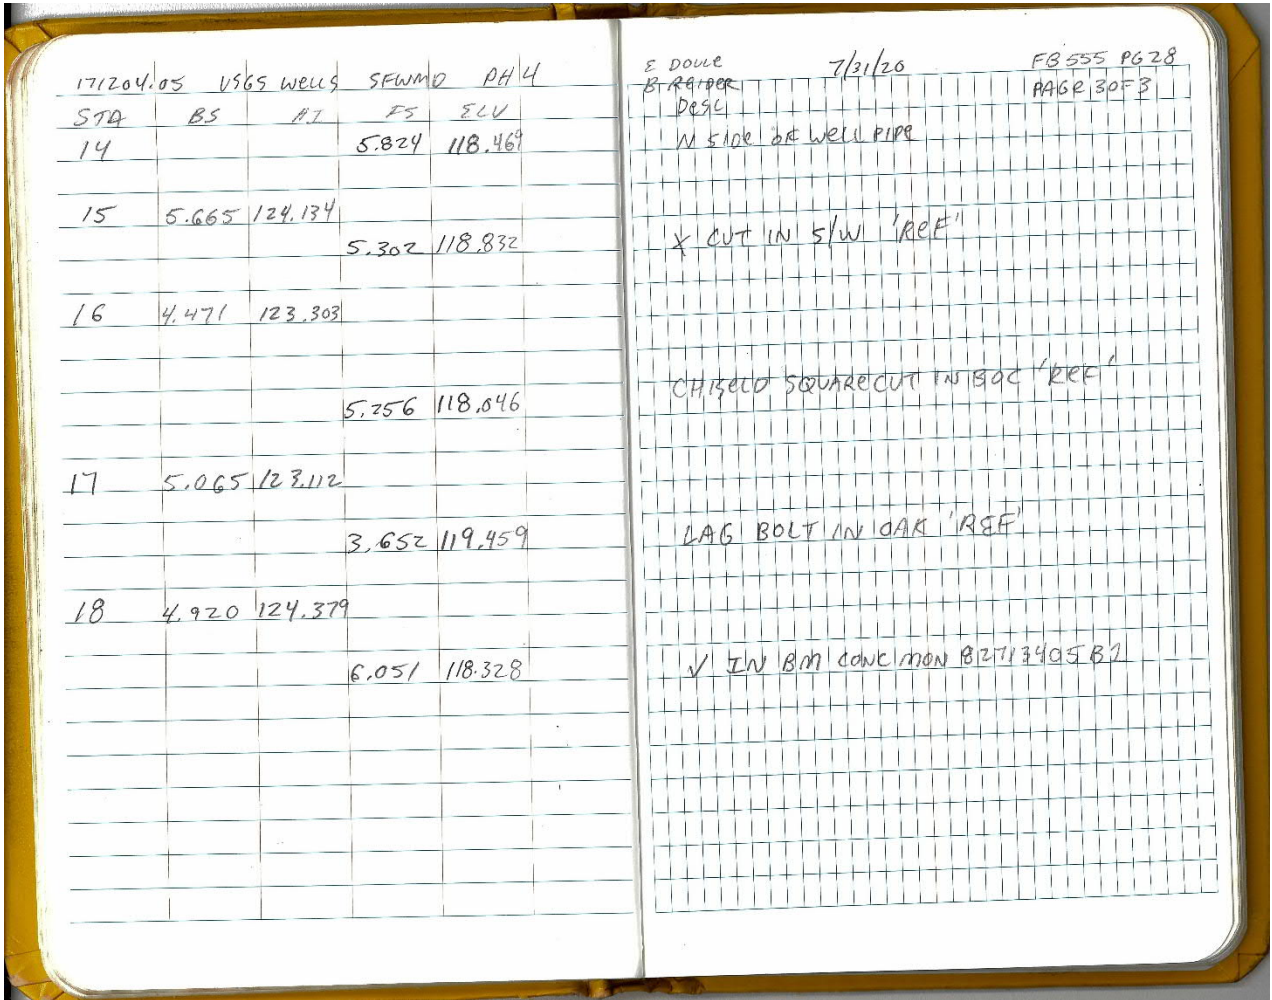 171204.05 USGS Wells SFWMD PH 4
STA BS HI FS ELV
14 5.824 118.469
15 5.665 124.134
5.302 118.832
16 4.471 123.303
5.256 118.046
17 5.065 123.112
3.652 119.459
18 4.920 124.379
6.051 118.328
E 7/31/20 FB 555 PG 28
B PAGE 3 OF 3
Desc
N side of well pipe
X CUT IN S/W 'REF'
SQUARE CUT IN BOC 'REF'
LAG BOLT IN OAK 'REF'
√ IN BM CONC MON 82713405B1